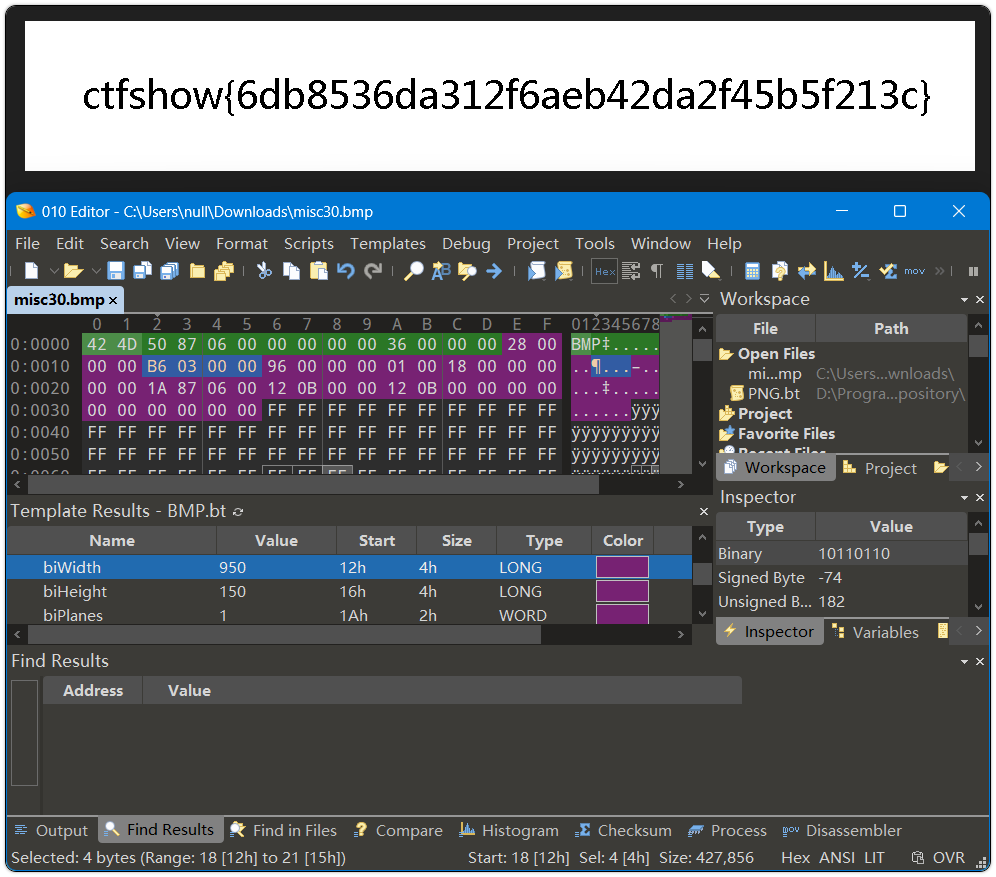 ctfshow{6db8536da312f6aeb42da2f45b5f213c}
010 Editor - C:\Users\null\Downloads\misc30.bmp
File Edit Search View Format Scripts Templates Debug Project Tools Window Help
Hex mov
misc30.bmp Workspace
0 1 2 3 4 5 6 7 8 9 A B C D E F 012345678 File Path
0:0000 42 4D 50 87 06 00 00 00 00 00 36 00 00 00 28 00 BMP‡.....
0:0010 00 00 B6 03 00 00 96 00 00 00 01 00 18 00 00 00 ..¶...–..
0:0020 00 00 1A 87 06 00 12 0B 00 00 12 0B 00 00 00 00 ...‡.....
0:0030 00 00 00 00 00 00 FF FF FF FF FF FF FF FF FF FF ......ÿÿÿ
0:0040 FF FF FF FF FF FF FF FF FF FF FF FF FF FF FF FF ÿÿÿÿÿÿÿÿÿ
0:0050 FF FF FF FF FF FF FF FF FF FF FF FF FF FF FF FF ÿÿÿÿÿÿÿÿÿ
Open Files
mi...mp C:\Users...wnloads\
PNG.bt D:\Progra...pository\
Project
Favorite Files
Recent Files
Workspace Project
Template Results - BMP.bt
Name Value Start Size Type Color
biWidth 950 12h 4h LONG
biHeight 150 16h 4h LONG
biPlanes 1 1Ah 2h WORD
Inspector
Type Value
Binary 10110110
Signed Byte -74
Unsigned B... 182
Inspector Variables
Find Results
Address Value
Output Find Results Find in Files Compare Histogram Checksum Process Disassembler
Selected: 4 bytes (Range: 18 [12h] to 21 [15h]) Start: 18 [12h] Sel: 4 [4h] Size: 427,856 Hex ANSI LIT OVR